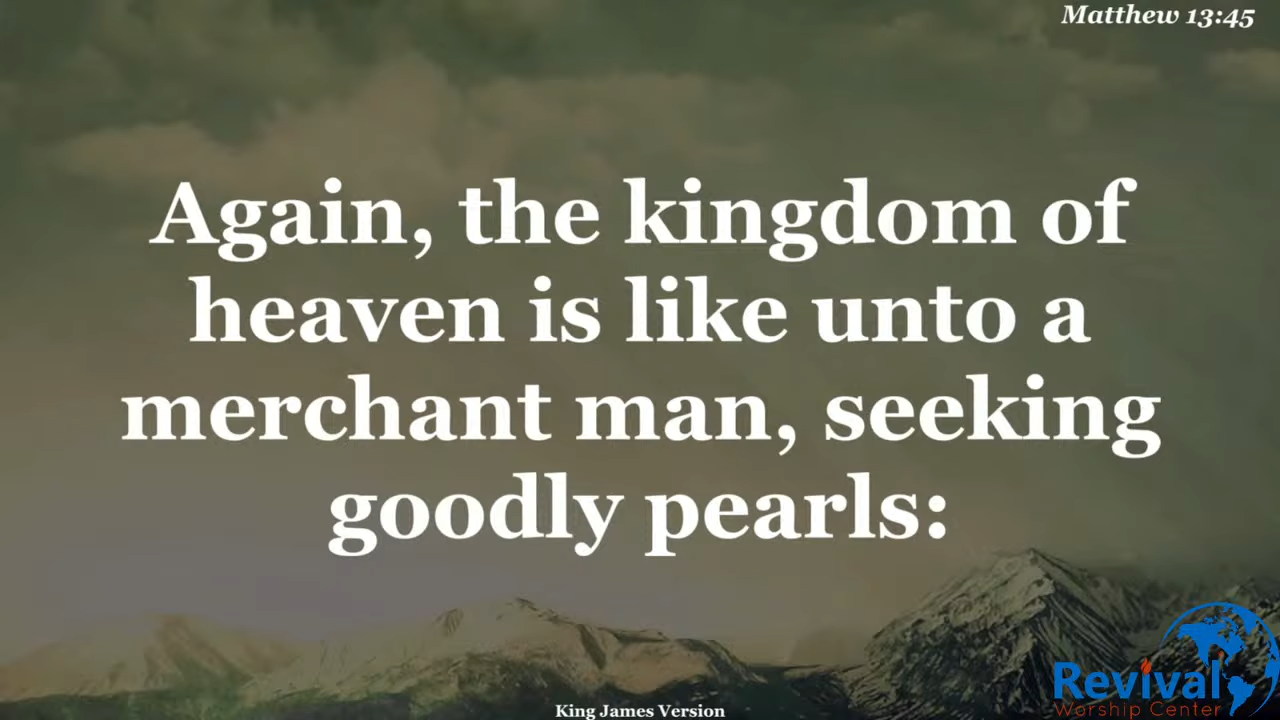 Matthew 13:45
Again, the kingdom of
heaven is like unto a
merchant man, seeking
goodly pearls:
King James Version
Revival
Worship Center